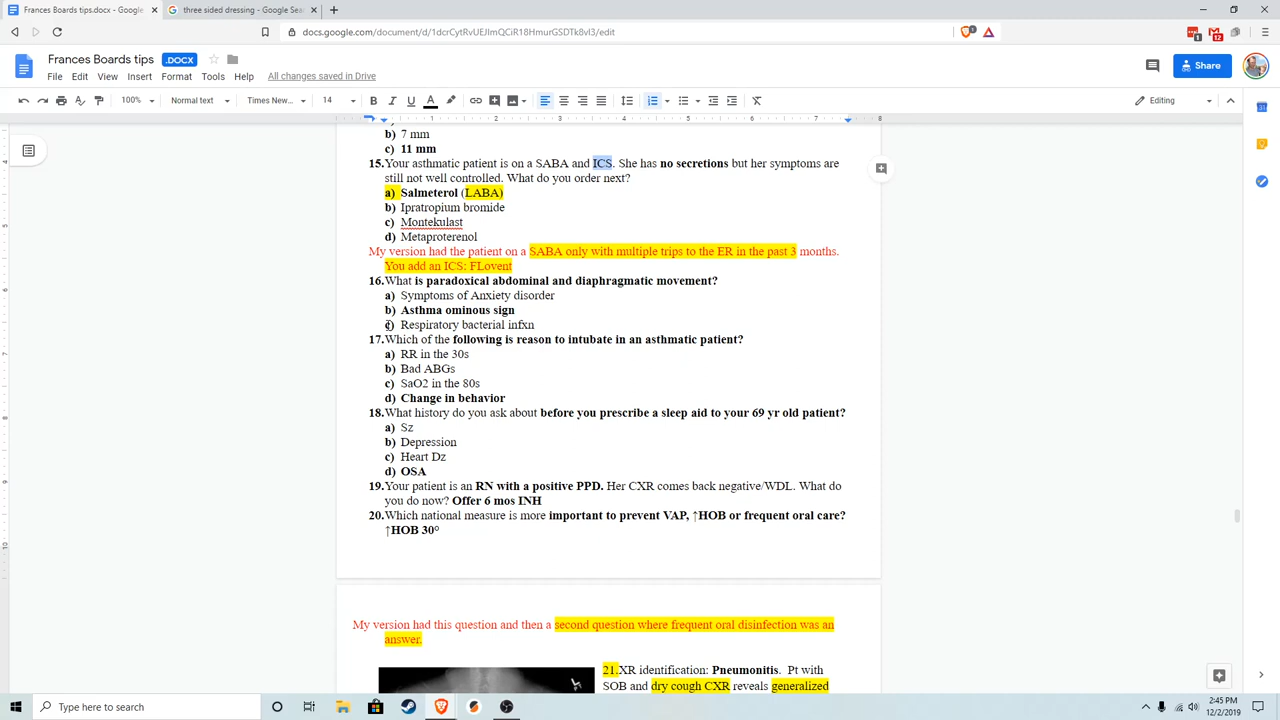 Frances Boards tips.docx - Google
three sided dressing - Google Sea
docs.google.com/document/d/1dcrCytRvUEJlmQCiR18HmurGSDTk8vI3/edit
1
12
Frances Boards tips
.DOCX
Share
File Edit View Insert Format Tools Help All changes saved in Drive
100% Normal text Times New... 14 B I U A Editing
1 2 3 4 5 6 7 8
b) 7 mm
c) 11 mm
15. Your asthmatic patient is on a SABA and ICS. She has no secretions but her symptoms are
still not well controlled. What do you order next?
a) Salmeterol (LABA)
b) Ipratropium bromide
c) Montekulast
d) Metaproterenol
My version had the patient on a SABA only with multiple trips to the ER in the past 3 months.
You add an ICS: FLovent
16. What is paradoxical abdominal and diaphragmatic movement?
a) Symptoms of Anxiety disorder
b) Asthma ominous sign
c) Respiratory bacterial infxn
17. Which of the following is reason to intubate in an asthmatic patient?
a) RR in the 30s
b) Bad ABGs
c) SaO2 in the 80s
d) Change in behavior
18. What history do you ask about before you prescribe a sleep aid to your 69 yr old patient?
a) Sz
b) Depression
c) Heart Dz
d) OSA
19. Your patient is an RN with a positive PPD. Her CXR comes back negative/WDL. What do
you do now? Offer 6 mos INH
20. Which national measure is more important to prevent VAP, ↑HOB or frequent oral care?
↑HOB 30°
My version had this question and then a second question where frequent oral disinfection was an
answer.
21. XR identification: Pneumonitis. Pt with
SOB and dry cough CXR reveals generalized
Type here to search
2:45 PM
12/2/2019